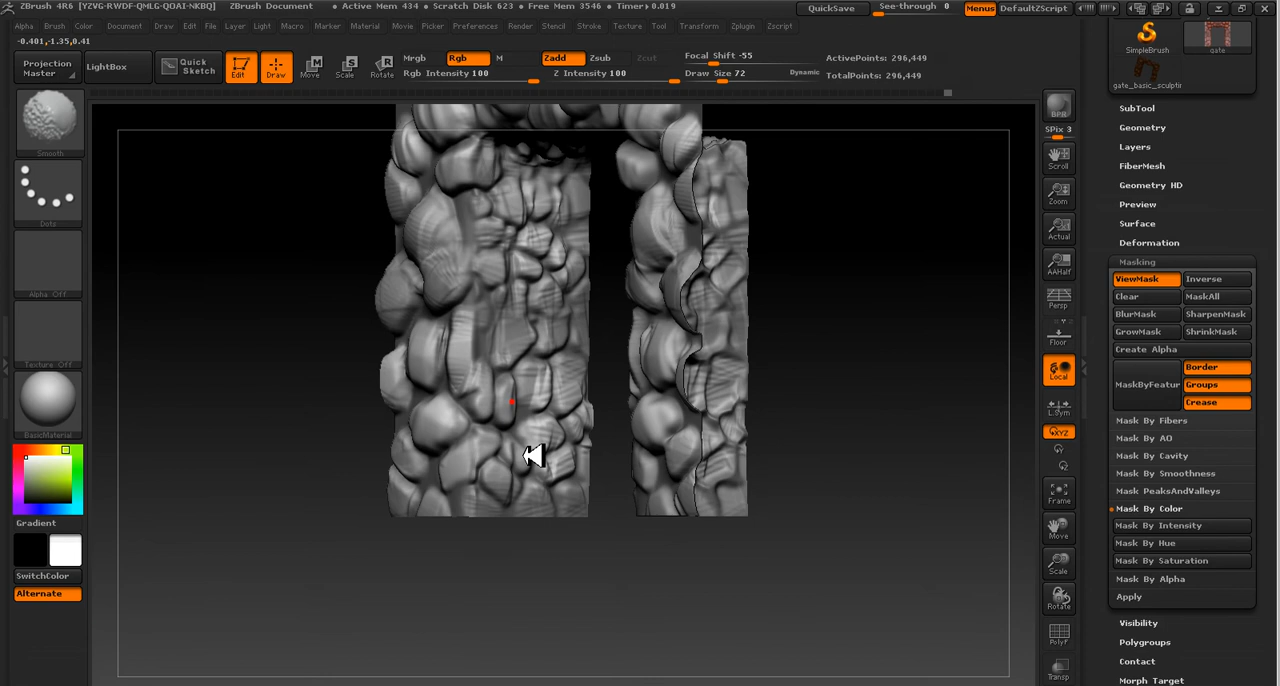 ZBrush 4R6 [YZVG-RWDF-QMLG-QOAI-NKBQ] ZBrush Document • Active Mem 434 • Scratch Disk 623 • Free Mem 3546 • Timer▸0.019 QuickSave See-through 0 Menus DefaultZScript
Alpha Brush Color Document Draw Edit File Layer Light Macro Marker Material Movie Picker Preferences Render Stencil Stroke Texture Tool Transform Zplugin Zscript
-0.401,-1.35,0.41
Projection Master
LightBox
Quick Sketch
Edit
Draw
Move
Scale
Rotate
Mrgb Rgb M
Rgb Intensity 100
Zadd Zsub Zcut
Z Intensity 100
Focal Shift -55
Draw Size 72 Dynamic
ActivePoints: 296,449
TotalPoints: 296,449
Smooth
Dots
Alpha Off
Texture Off
BasicMaterial
Gradient
SwitchColor
Alternate
BPR
SPix 3
Scroll
Zoom
Actual
AAHalf
Persp
Floor
Local
L.Sym
XYZ
Frame
Move
Scale
Rotate
PolyF
Transp
SimpleBrush
gate
gate_basic_sculptir
SubTool
Geometry
Layers
FiberMesh
Geometry HD
Preview
Surface
Deformation
Masking
ViewMask Inverse
Clear MaskAll
BlurMask SharpenMask
GrowMask ShrinkMask
Create Alpha
MaskByFeatur
Border
Groups
Crease
Mask By Fibers
Mask By AO
Mask By Cavity
Mask By Smoothness
Mask PeaksAndValleys
Mask By Color
Mask By Intensity
Mask By Hue
Mask By Saturation
Mask By Alpha
Apply
Visibility
Polygroups
Contact
Morph Target